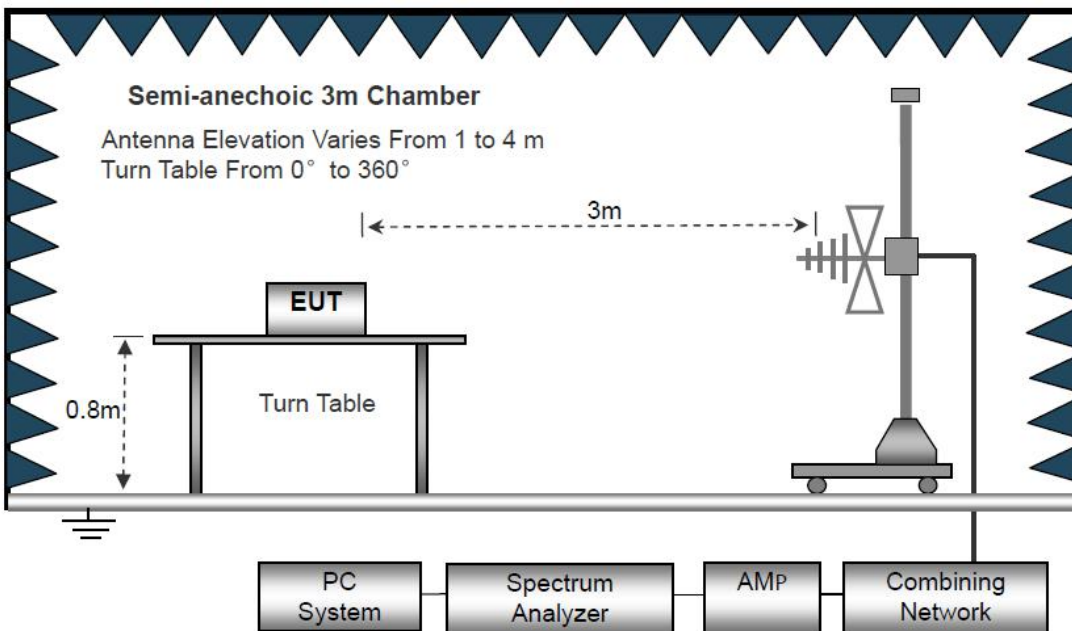 Semi-anechoic 3m Chamber
Antenna Elevation Varies From 1 to 4 m
Turn Table From 0° to 360°
3m
EUT
0.8m
Turn Table
PC
System
Spectrum
Analyzer
AMP
Combining
Network